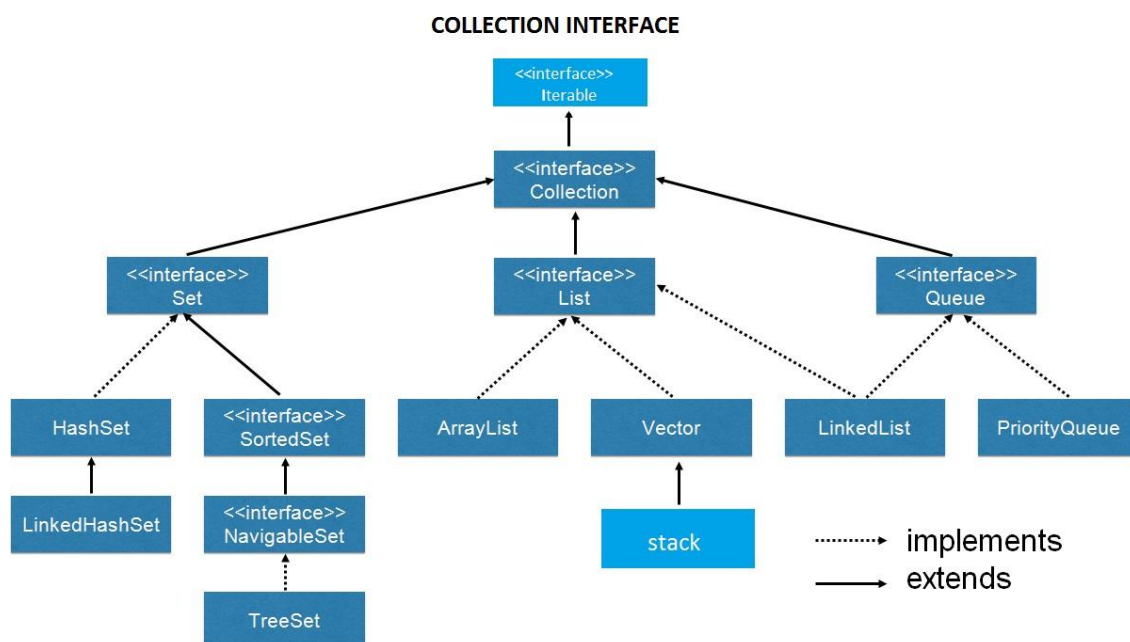 COLLECTION INTERFACE
<<interface>>
Iterable
<<interface>>
Collection
<<interface>>
Set
<<interface>>
List
<<interface>>
Queue
HashSet
<<interface>>
SortedSet
ArrayList
Vector
LinkedList
PriorityQueue
LinkedHashSet
<<interface>>
NavigableSet
stack
implements
extends
TreeSet